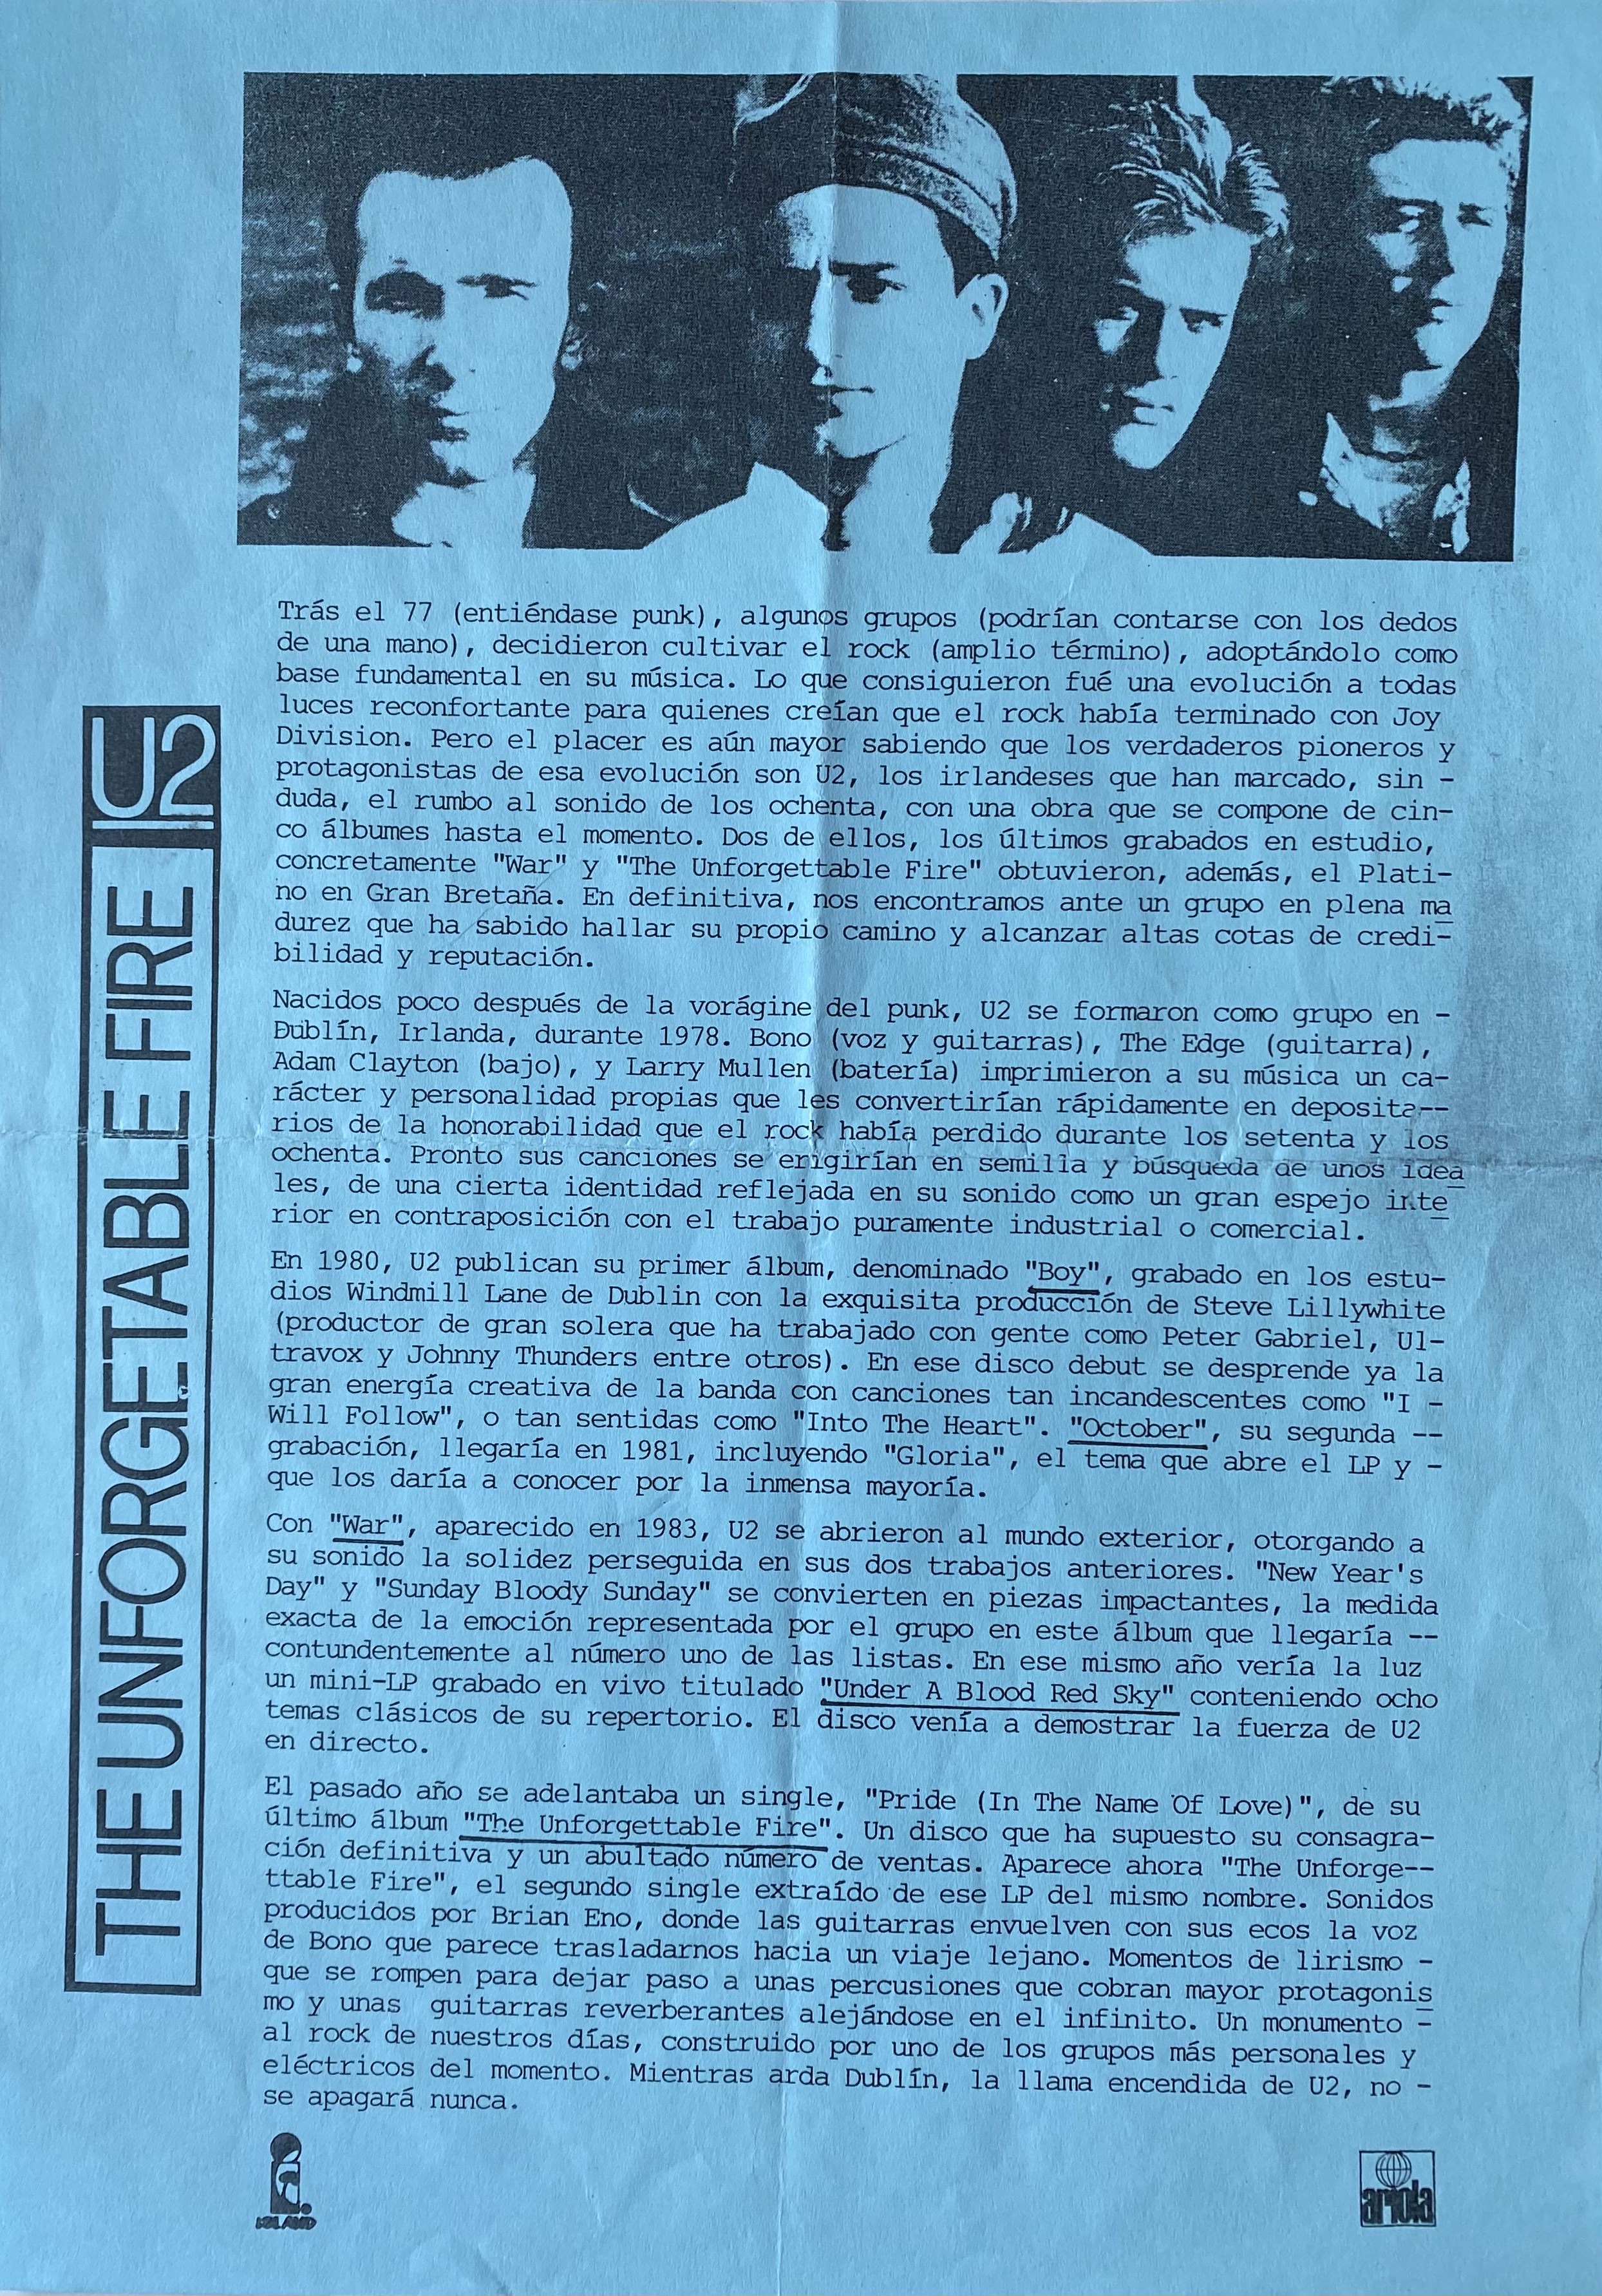 U2
THE UNFORGETABLE FIRE
Trás el 77 (entiéndase punk), algunos grupos (podrían contarse con los dedos
de una mano), decidieron cultivar el rock (amplio término), adoptándolo como
base fundamental en su música. Lo que consiguieron fué una evolución a todas
luces reconfortante para quienes creían que el rock había terminado con Joy
Division. Pero el placer es aún mayor sabiendo que los verdaderos pioneros y
protagonistas de esa evolución son U2, los irlandeses que han marcado, sin -
duda, el rumbo al sonido de los ochenta, con una obra que se compone de cin-
co álbumes hasta el momento. Dos de ellos, los últimos grabados en estudio,
concretamente "War" y "The Unforgettable Fire" obtuvieron, además, el Plati-
no en Gran Bretaña. En definitiva, nos encontramos ante un grupo en plena ma
durez que ha sabido hallar su propio camino y alcanzar altas cotas de credi-
bilidad y reputación.
Nacidos poco después de la vorágine del punk, U2 se formaron como grupo en -
Dublín, Irlanda, durante 1978. Bono (voz y guitarras), The Edge (guitarra),
Adam Clayton (bajo), y Larry Mullen (batería) imprimieron a su música un ca-
rácter y personalidad propias que les convertirían rápidamente en deposita--
rios de la honorabilidad que el rock había perdido durante los setenta y los
ochenta. Pronto sus canciones se erigirían en semilla y búsqueda de unos idea
les, de una cierta identidad reflejada en su sonido como un gran espejo inte
rior en contraposición con el trabajo puramente industrial o comercial.
En 1980, U2 publican su primer álbum, denominado "Boy", grabado en los estu-
dios Windmill Lane de Dublin con la exquisita producción de Steve Lillywhite
(productor de gran solera que ha trabajado con gente como Peter Gabriel, Ul-
travox y Johnny Thunders entre otros). En ese disco debut se desprende ya la
gran energía creativa de la banda con canciones tan incandescentes como "I -
Will Follow", o tan sentidas como "Into The Heart". "October", su segunda --
grabación, llegaría en 1981, incluyendo "Gloria", el tema que abre el LP y -
que los daría a conocer por la inmensa mayoría.
Con "War", aparecido en 1983, U2 se abrieron al mundo exterior, otorgando a
su sonido la solidez perseguida en sus dos trabajos anteriores. "New Year's
Day" y "Sunday Bloody Sunday" se convierten en piezas impactantes, la medida
exacta de la emoción representada por el grupo en este álbum que llegaría --
contundentemente al número uno de las listas. En ese mismo año vería la luz
un mini-LP grabado en vivo titulado "Under A Blood Red Sky" conteniendo ocho
temas clásicos de su repertorio. El disco venía a demostrar la fuerza de U2
en directo.
El pasado año se adelantaba un single, "Pride (In The Name Of Love)", de su
último álbum "The Unforgettable Fire". Un disco que ha supuesto su consagra-
ción definitiva y un abultado número de ventas. Aparece ahora "The Unforge--
ttable Fire", el segundo single extraído de ese LP del mismo nombre. Sonidos
producidos por Brian Eno, donde las guitarras envuelven con sus ecos la voz
de Bono que parece trasladarnos hacia un viaje lejano. Momentos de lirismo -
que se rompen para dejar paso a unas percusiones que cobran mayor protagonis
mo y unas guitarras reverberantes alejándose en el infinito. Un monumento -
al rock de nuestros días, construido por uno de los grupos más personales y
eléctricos del momento. Mientras arda Dublín, la llama encendida de U2, no -
se apagará nunca.
ISLAND
ariola